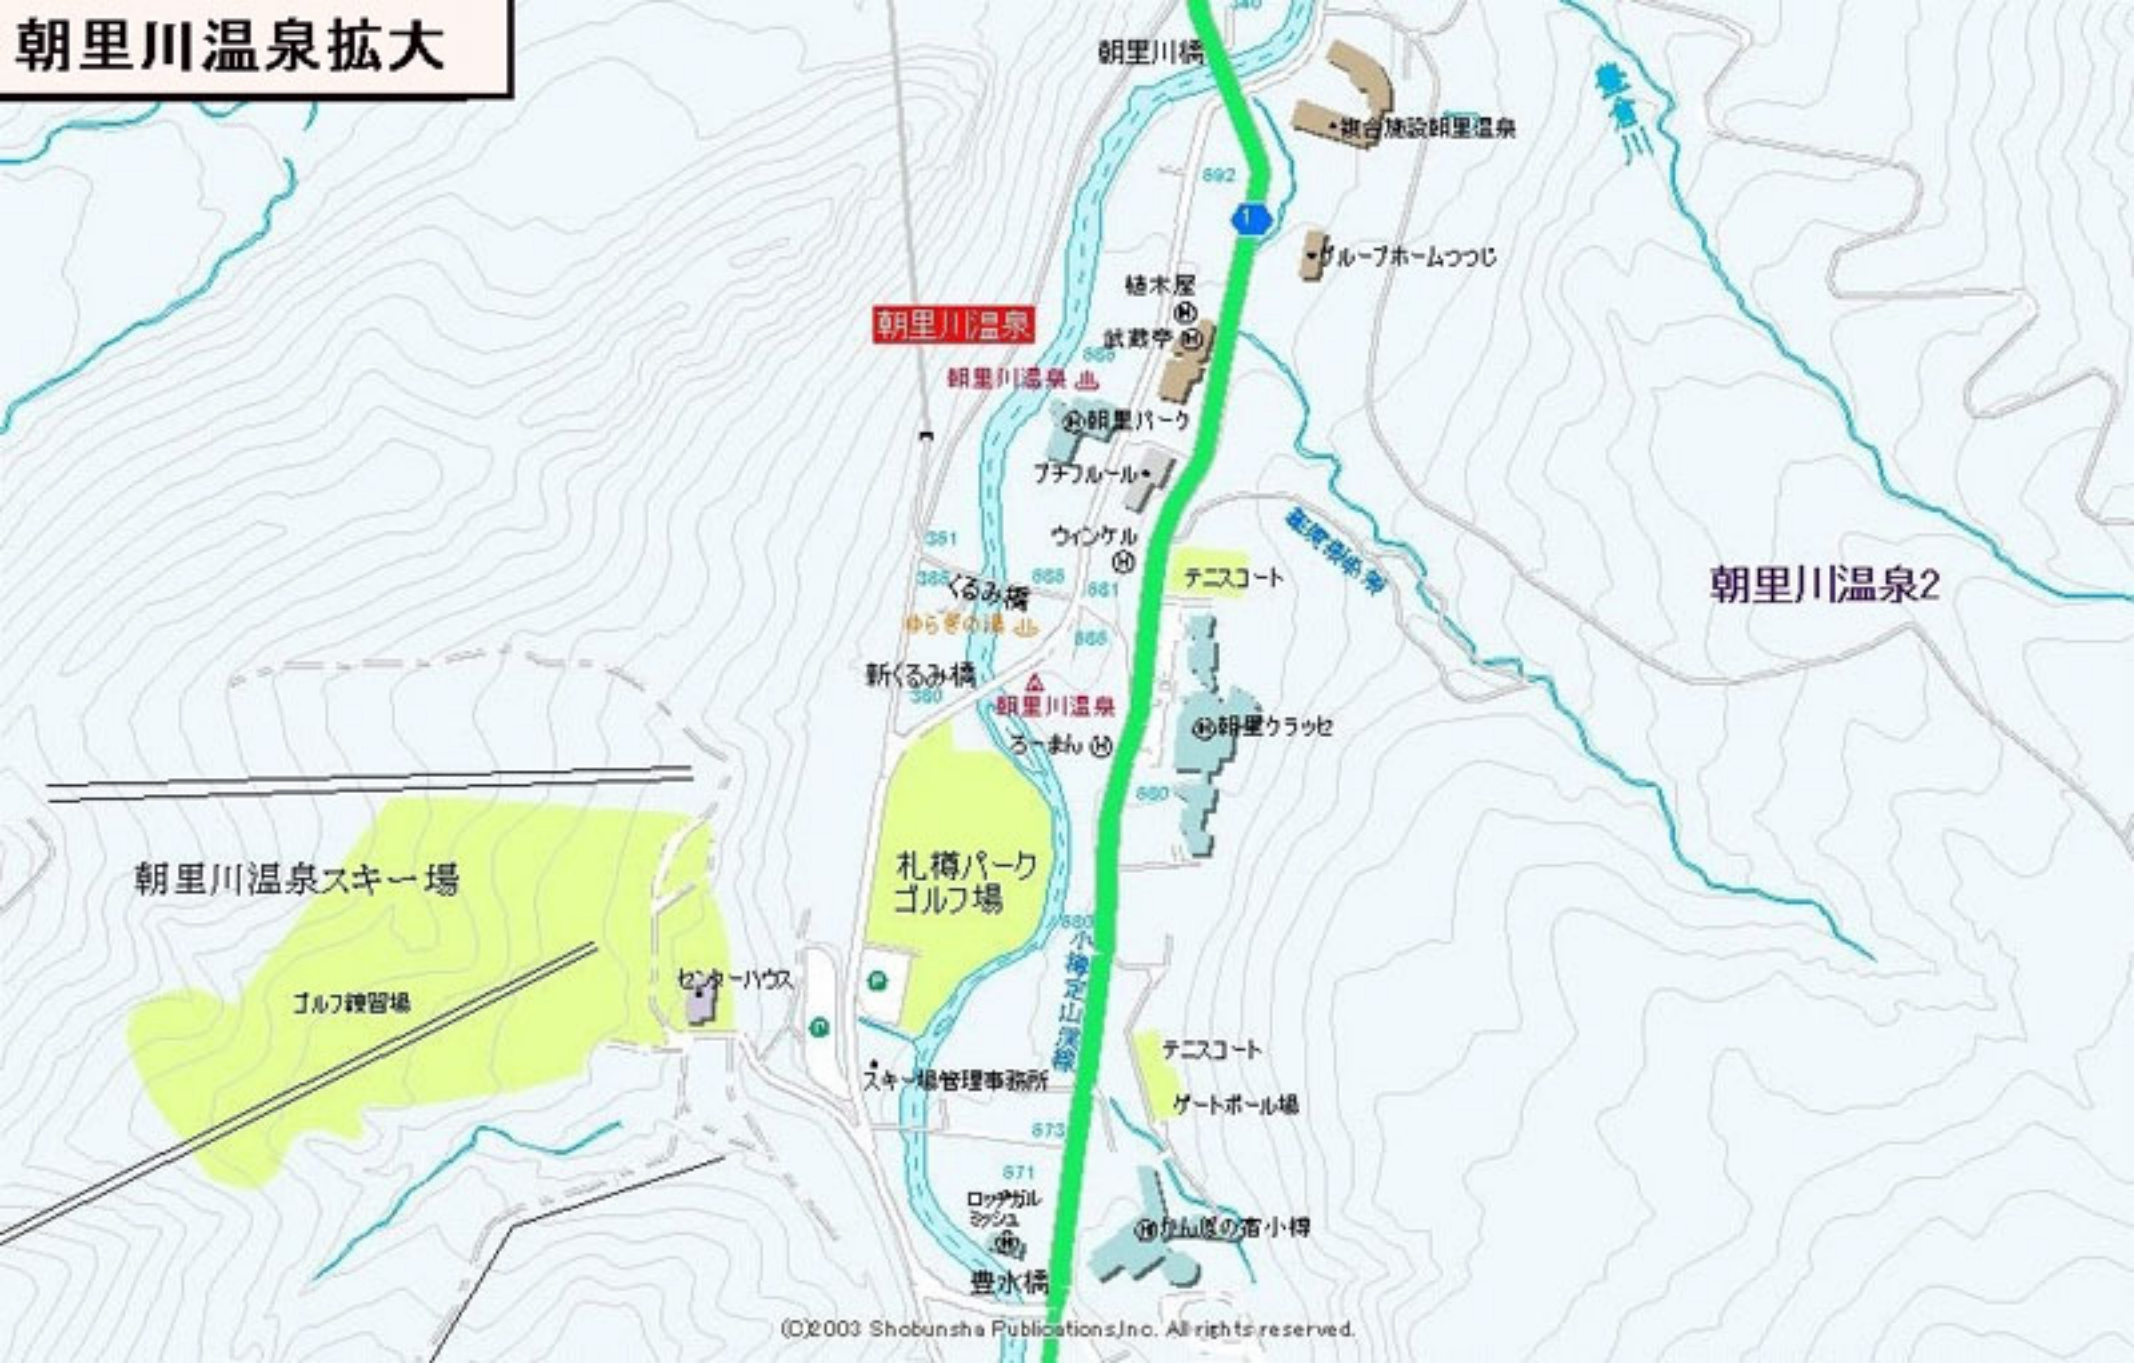 朝里川温泉拡大
朝里川橋
豊倉川
複合施設朝里温泉
892
1
グループホームつつじ
植木屋
朝里川温泉
武蔵亭
朝里川温泉
朝里パーク
プチフルール
ウィンケル
テニスコート
朝里川温泉2
くるみ橋
ゆらぎの湯
新くるみ橋
朝里川温泉
ろーまん
朝里クラッセ
朝里川温泉スキー場
札樽パーク
ゴルフ場
小樽定山渓線
センターハウス
ゴルフ練習場
テニスコート
スキー場管理事務所
ゲートボール場
673
671
ロッヂガル
ミッシュ
かんぽの宿小樽
豊水橋
(C)2003 Shobunsha Publications,Inc. All rights reserved.